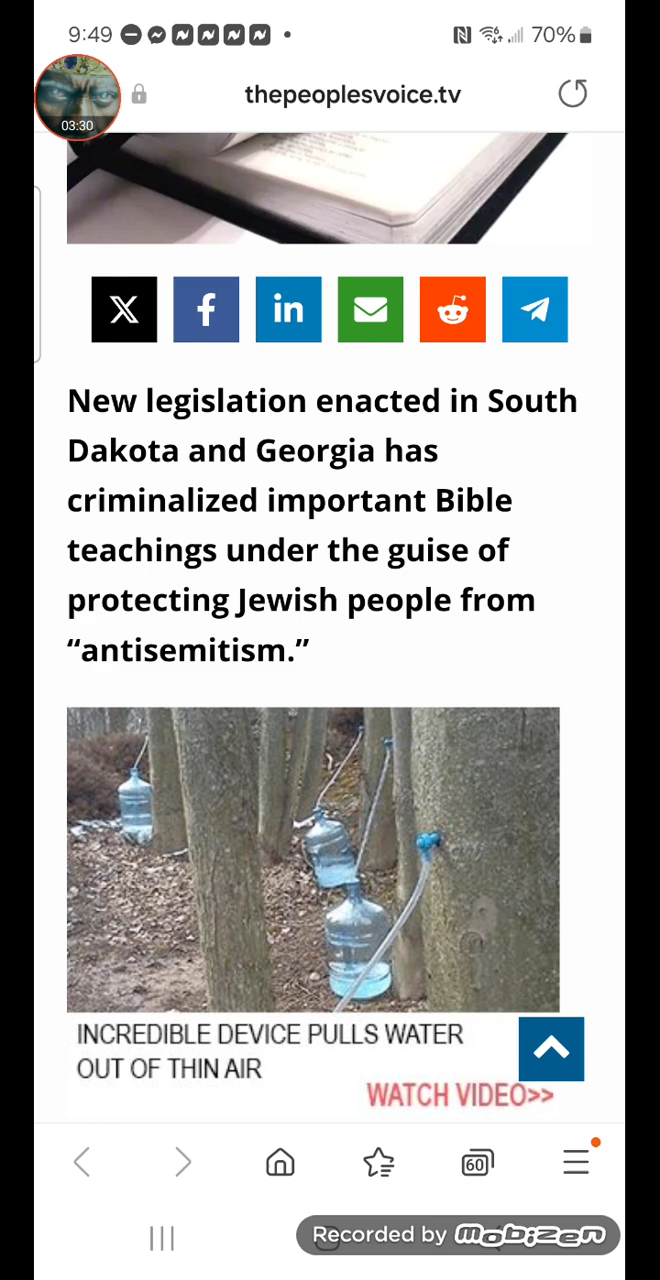 9:49
70%
03:30
thepeoplesvoice.tv
New legislation enacted in South
Dakota and Georgia has
criminalized important Bible
teachings under the guise of
protecting Jewish people from
“antisemitism.”
INCREDIBLE DEVICE PULLS WATER
OUT OF THIN AIR
WATCH VIDEO>>
60
Recorded by mobizen